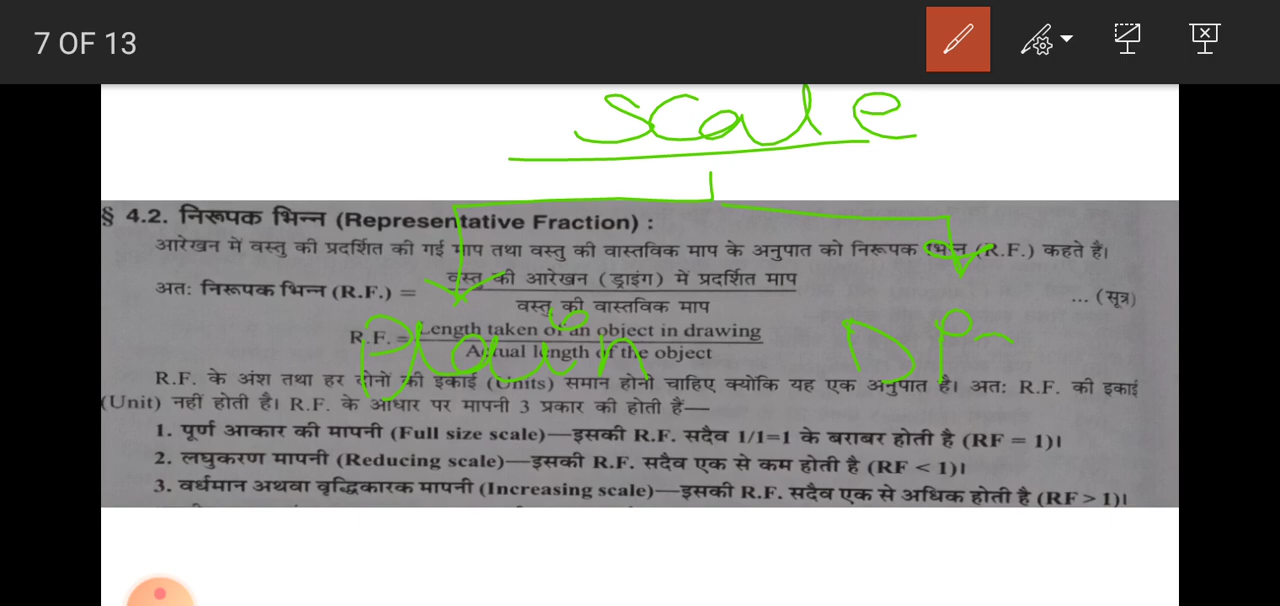 7 OF 13
scale
§ 4.2. निरूपक भिन्न (Representative Fraction) :
आरेखन में वस्तु की प्रदर्शित की गई माप तथा वस्तु की वास्तविक माप के अनुपात को निरूपक भिन्न (R.F.) कहते हैं।
अतः निरूपक भिन्न (R.F.) = वस्तु की आरेखन (ड्राइंग) में प्रदर्शित माप
वस्तु की वास्तविक माप ... (सूत्र)
R.F. = Length taken of an object in drawing
Actual length of the object
Plain
R.F. के अंश तथा हर दोनों की इकाई (Units) समान होनी चाहिए क्योंकि यह एक अनुपात है। अतः R.F. की इकाई
(Unit) नहीं होती है। R.F. के आधार पर मापनी 3 प्रकार की होती हैं—
1. पूर्ण आकार की मापनी (Full size scale)—इसकी R.F. सदैव 1/1=1 के बराबर होती है (RF = 1)।
2. लघुकरण मापनी (Reducing scale)—इसकी R.F. सदैव एक से कम होती है (RF < 1)।
3. वर्धमान अथवा वृद्धिकारक मापनी (Increasing scale)—इसकी R.F. सदैव एक से अधिक होती है (RF > 1)।